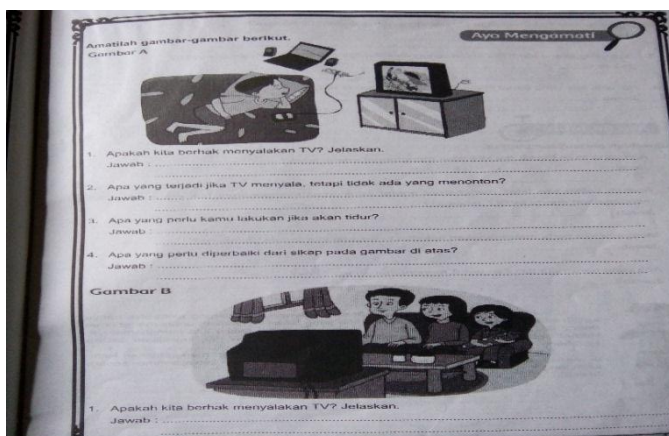 Ayo Mengamati
Amatilah gambar-gambar berikut.
Gambar A
1. Apakah kita berhak menyalakan TV? Jelaskan.
Jawab :
2. Apa yang terjadi jika TV menyala, tetapi tidak ada yang menonton?
Jawab :
3. Apa yang perlu kamu lakukan jika akan tidur?
Jawab :
4. Apa yang perlu diperbaiki dari sikap pada gambar di atas?
Jawab :
Gambar B
1. Apakah kita berhak menyalakan TV? Jelaskan.
Jawab :